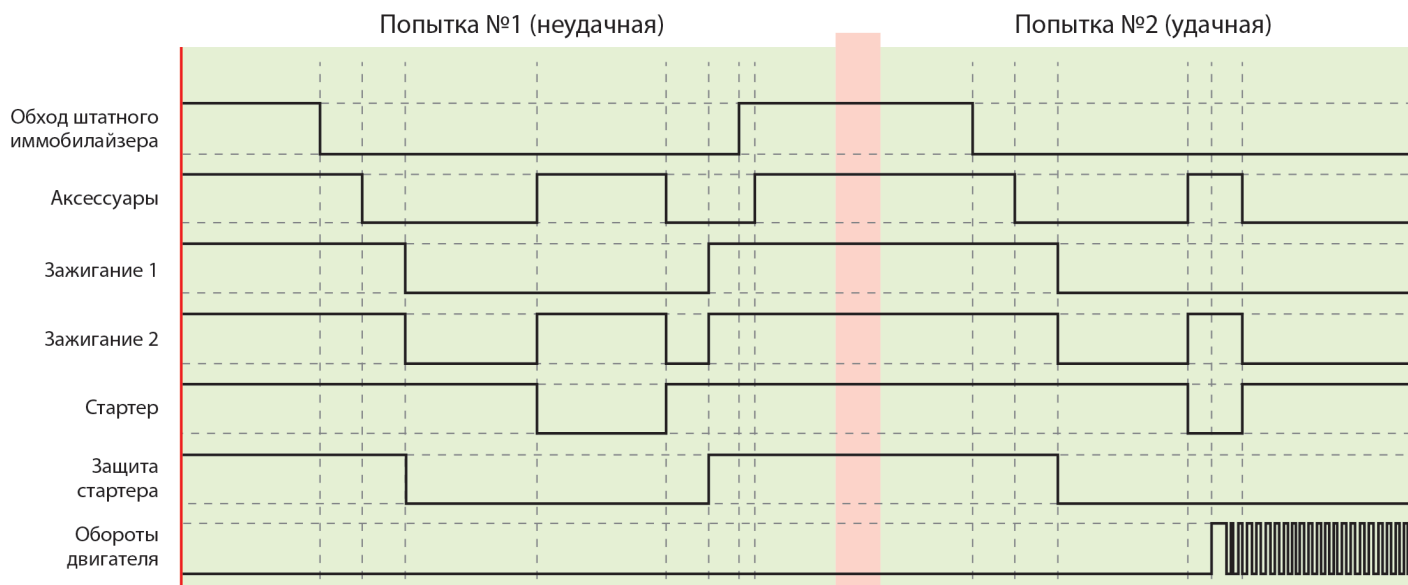 Попытка №1 (неудачная)
Попытка №2 (удачная)
Обход штатного
иммобилайзера
Аксессуары
Зажигание 1
Зажигание 2
Стартер
Защита
стартера
Обороты
двигателя